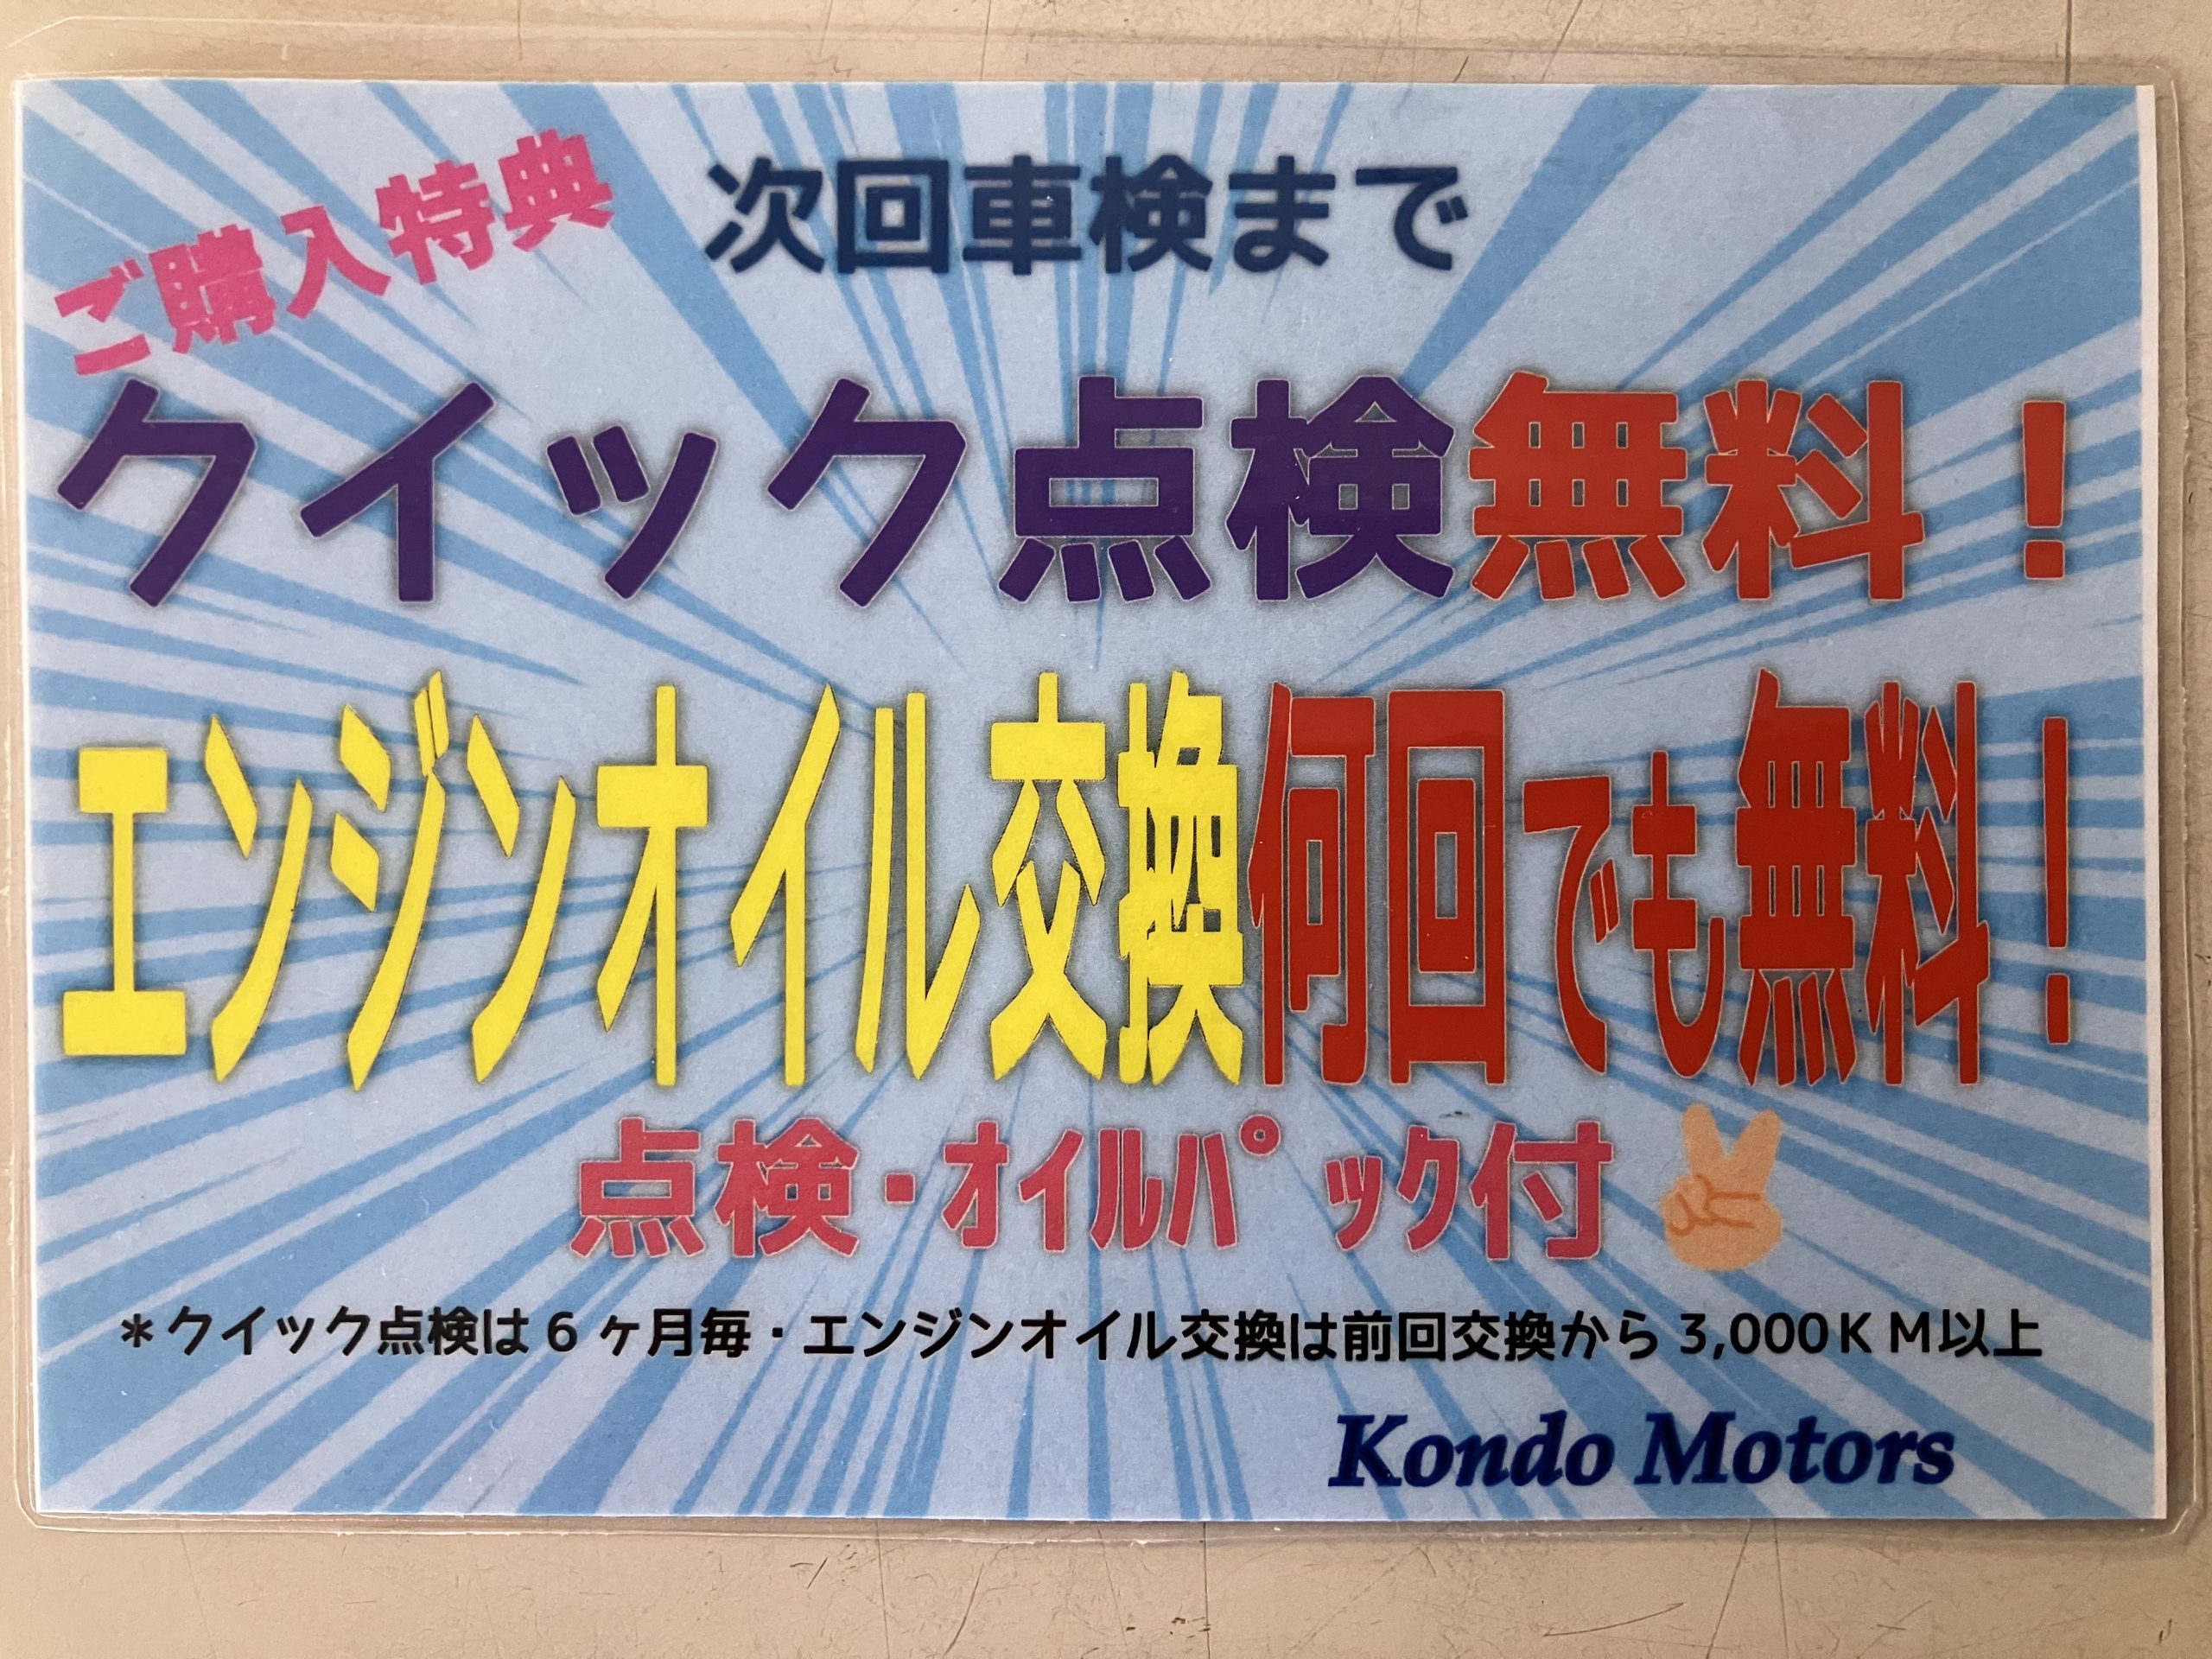 ご購入特典
次回車検まで
クイック点検無料！
エンジンオイル交換何回でも無料！
点検・ｵｲﾙﾊﾟｯｸ付
＊クイック点検は６ヶ月毎・エンジンオイル交換は前回交換から3,000ＫＭ以上
Kondo Motors